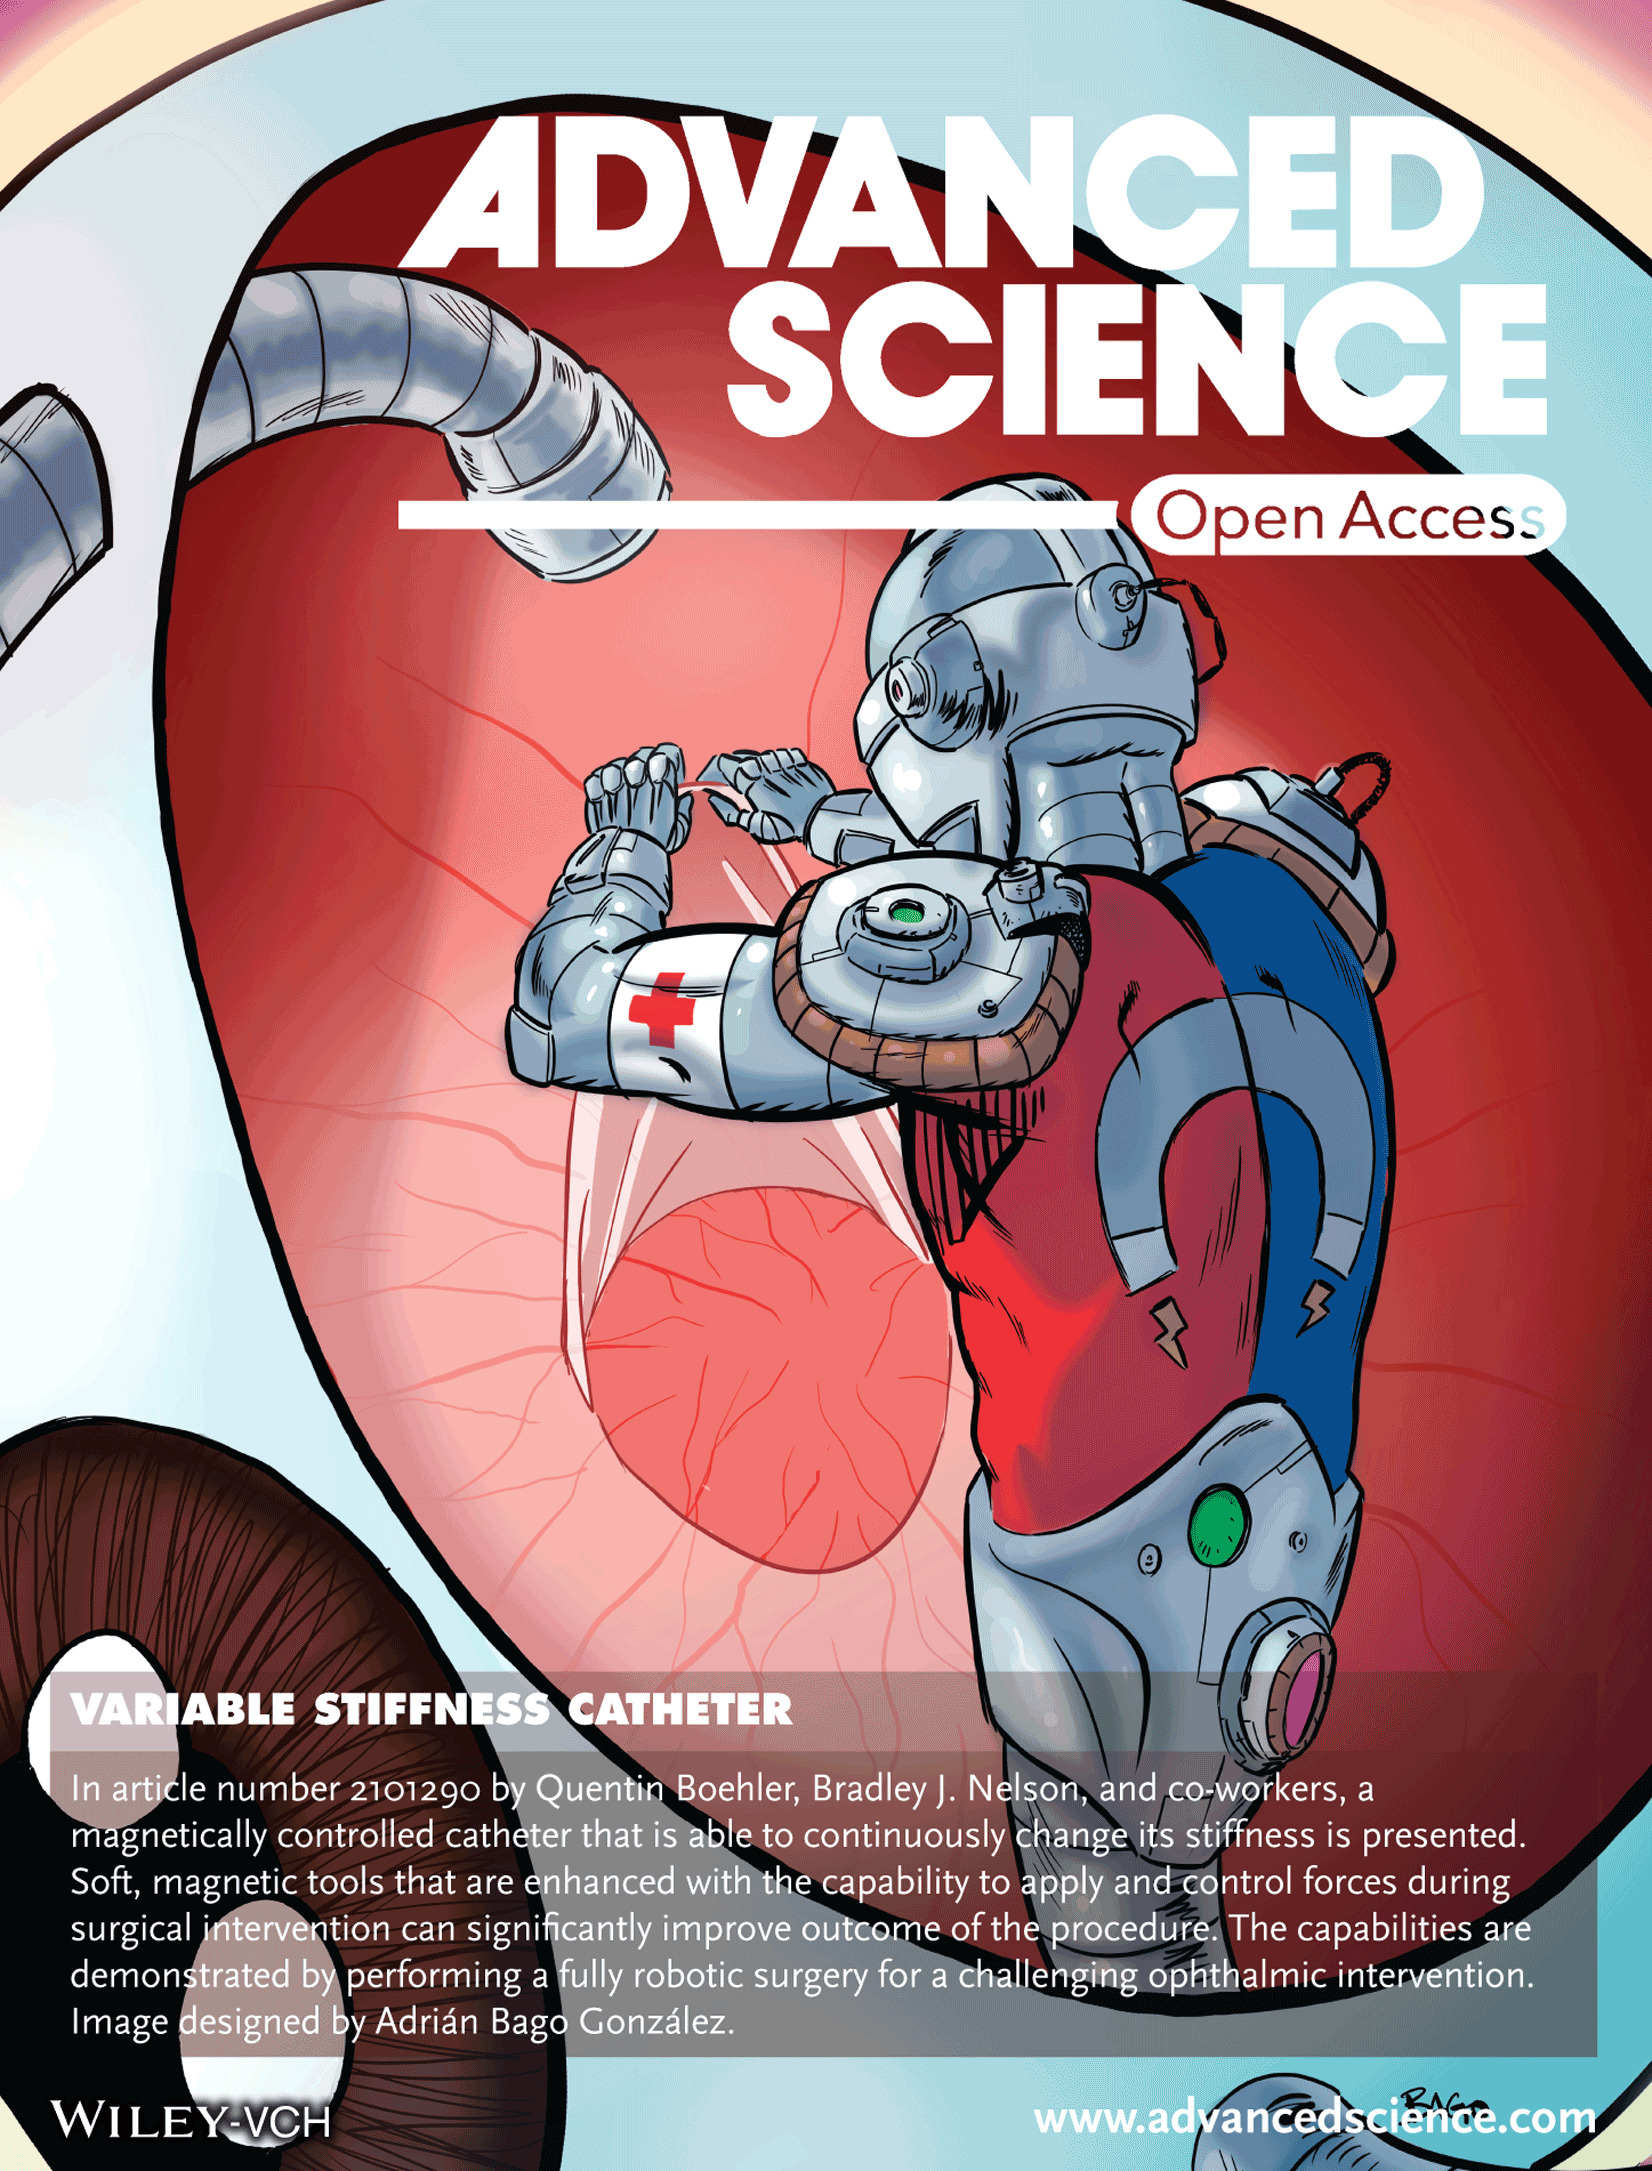 ADVANCED
SCIENCE
Open Access
VARIABLE STIFFNESS CATHETER
In article number 2101290 by Quentin Boehler, Bradley J. Nelson, and co-workers, a
magnetically controlled catheter that is able to continuously change its stiffness is presented.
Soft, magnetic tools that are enhanced with the capability to apply and control forces during
surgical intervention can significantly improve outcome of the procedure. The capabilities are
demonstrated by performing a fully robotic surgery for a challenging ophthalmic intervention.
Image designed by Adrián Bago González.
BAGO
WILEY-VCH
www.advancedscience.com